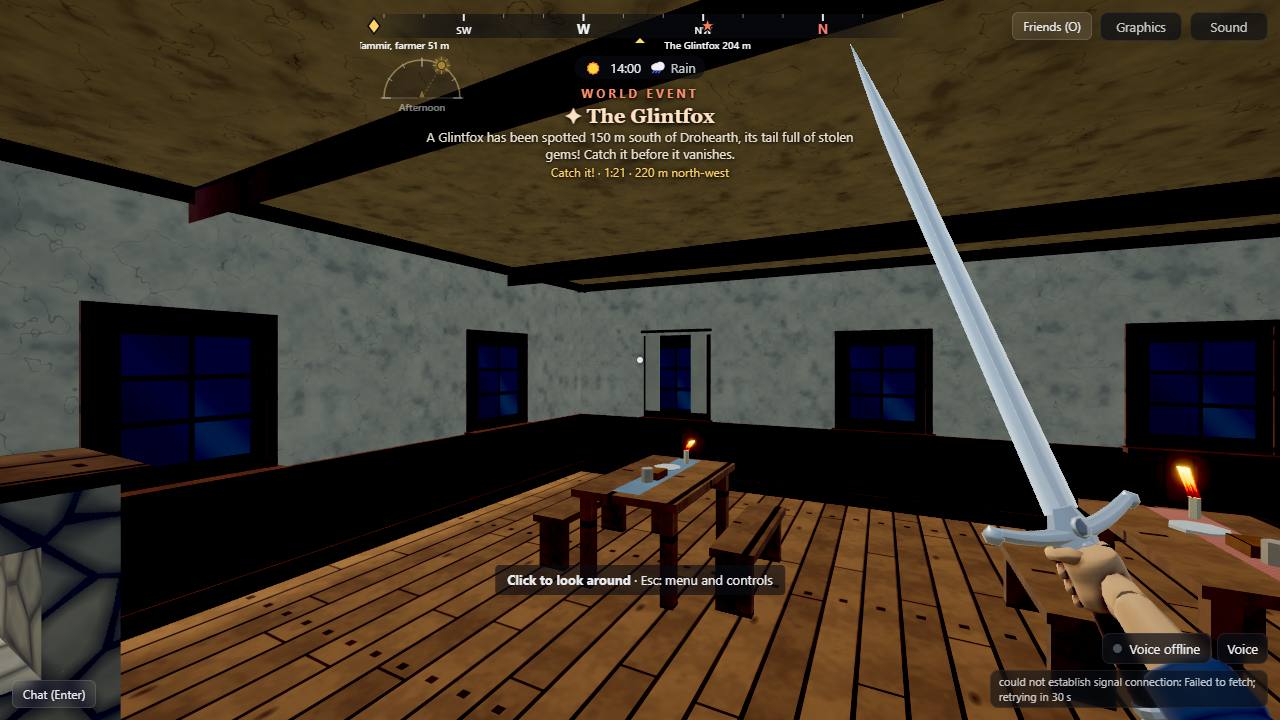 SW
W
N
Friends (O)
Graphics
Sound
ammir, farmer 51 m
The Glintfox 204 m
14:00
Rain
Afternoon
WORLD EVENT
The Glintfox
A Glintfox has been spotted 150 m south of Drohearth, its tail full of stolen
gems! Catch it before it vanishes.
Catch it! · 1:21 · 220 m north-west
Click to look around · Esc: menu and controls
Voice offline
Voice
could not establish signal connection: Failed to fetch;
retrying in 30 s
Chat (Enter)